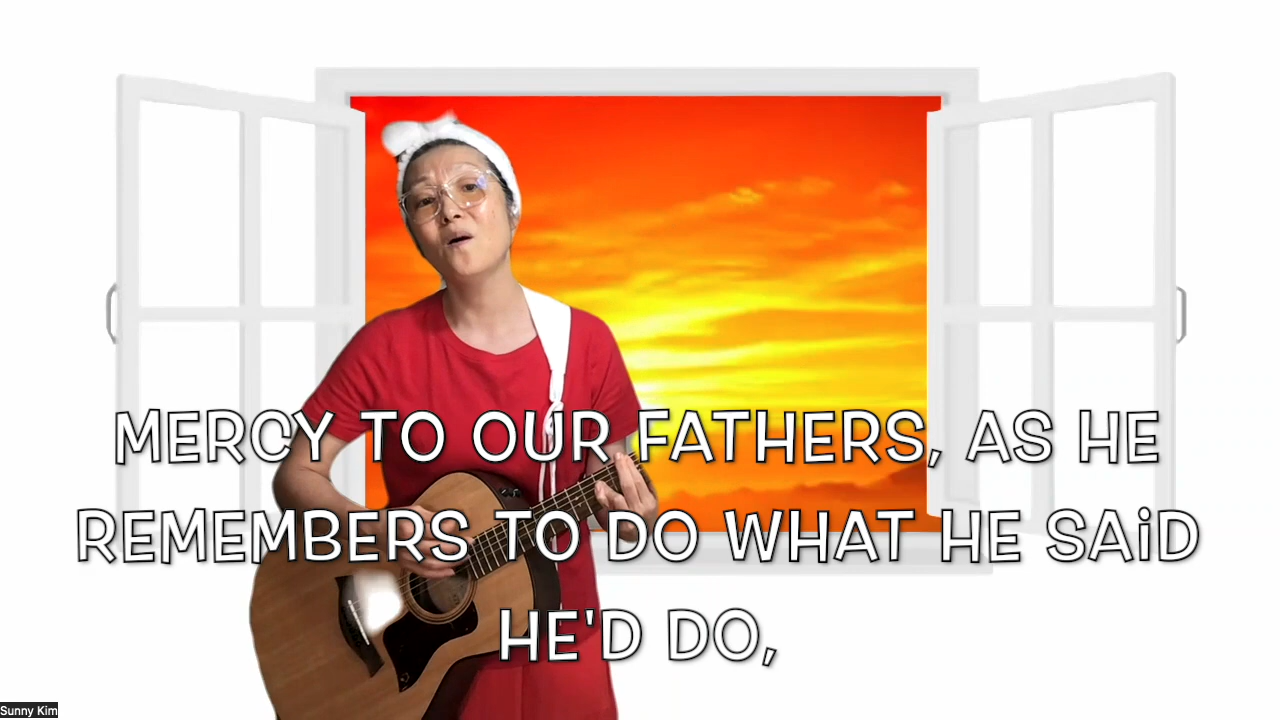 MERCY TO OUR FATHERS, AS HE
REMEMBERS TO DO WHAT HE SAiD
HE'D DO,
Sunny Kim